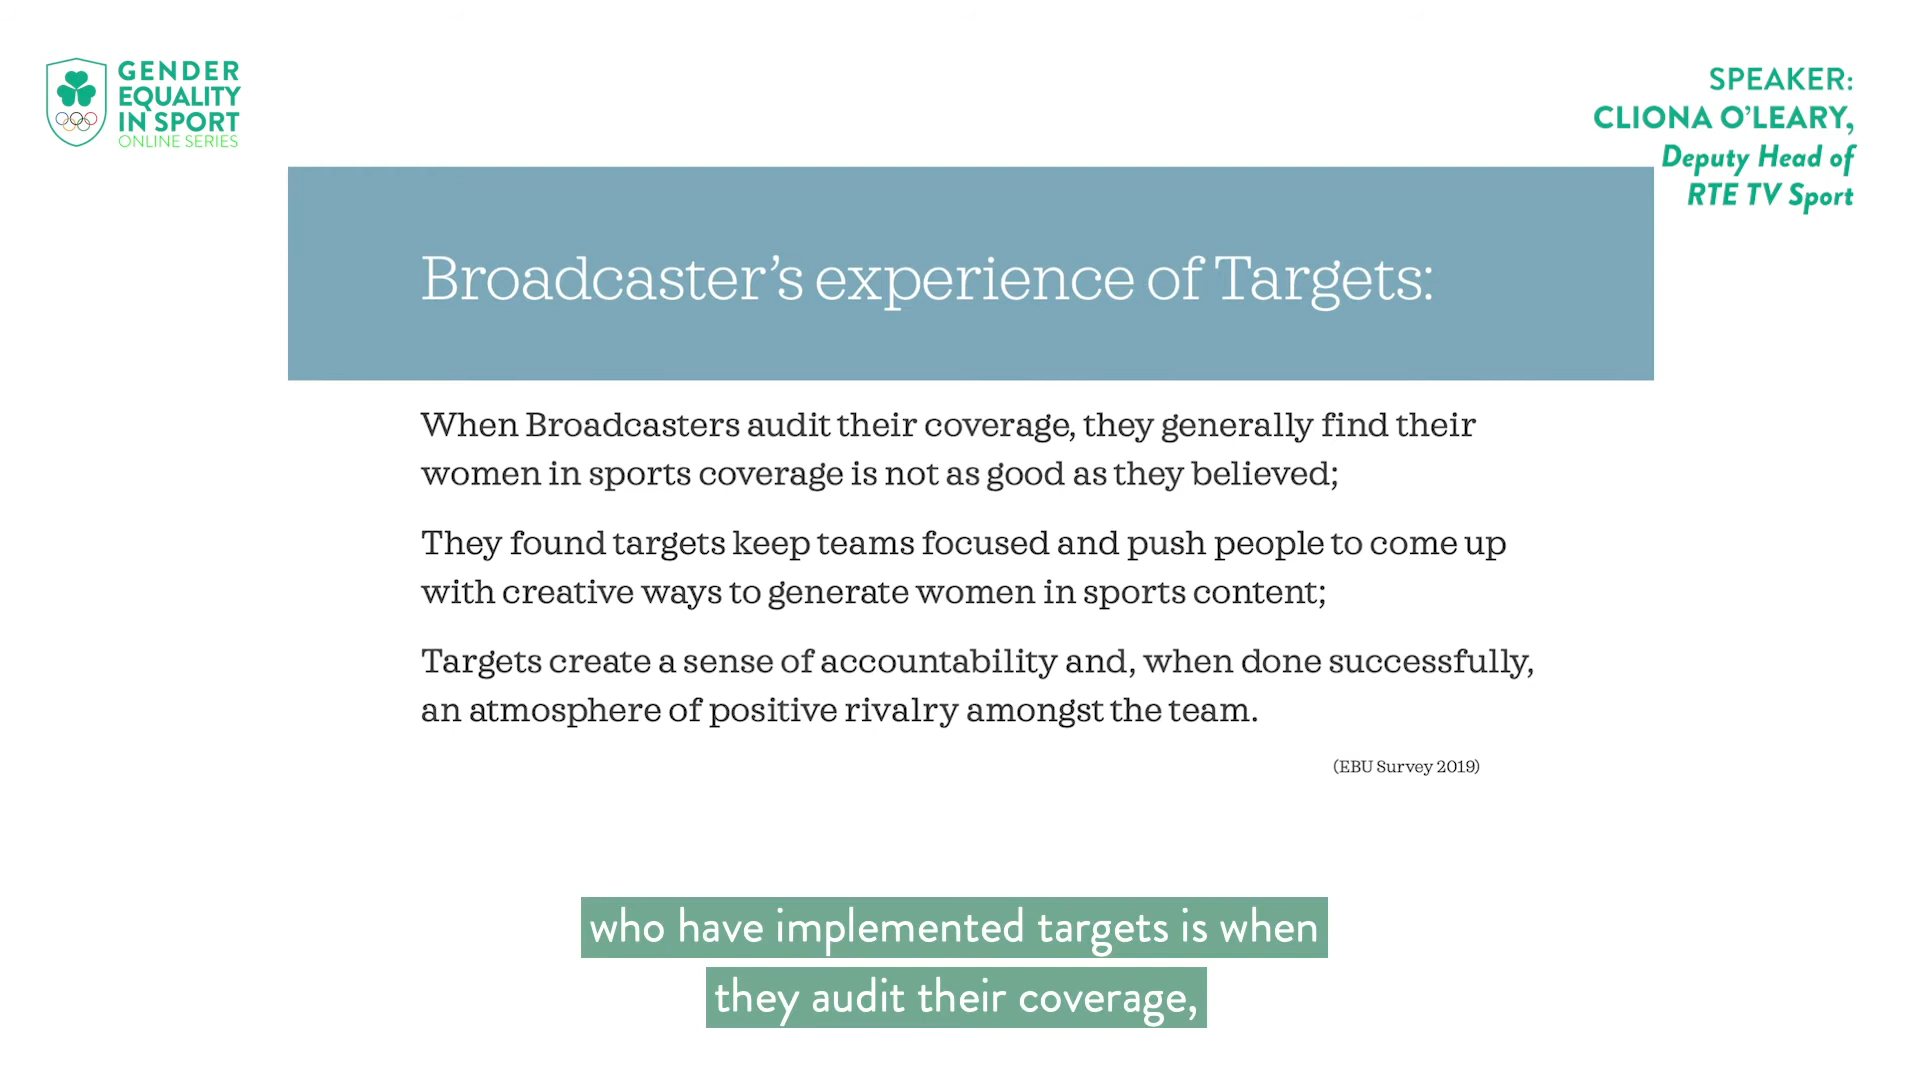 GENDER
EQUALITY
IN SPORT
ONLINE SERIES
SPEAKER:
CLIONA O’LEARY,
Deputy Head of
RTE TV Sport
Broadcaster’s experience of Targets:
When Broadcasters audit their coverage, they generally find their
women in sports coverage is not as good as they believed;
They found targets keep teams focused and push people to come up
with creative ways to generate women in sports content;
Targets create a sense of accountability and, when done successfully,
an atmosphere of positive rivalry amongst the team.
(EBU Survey 2019)
who have implemented targets is when
they audit their coverage,